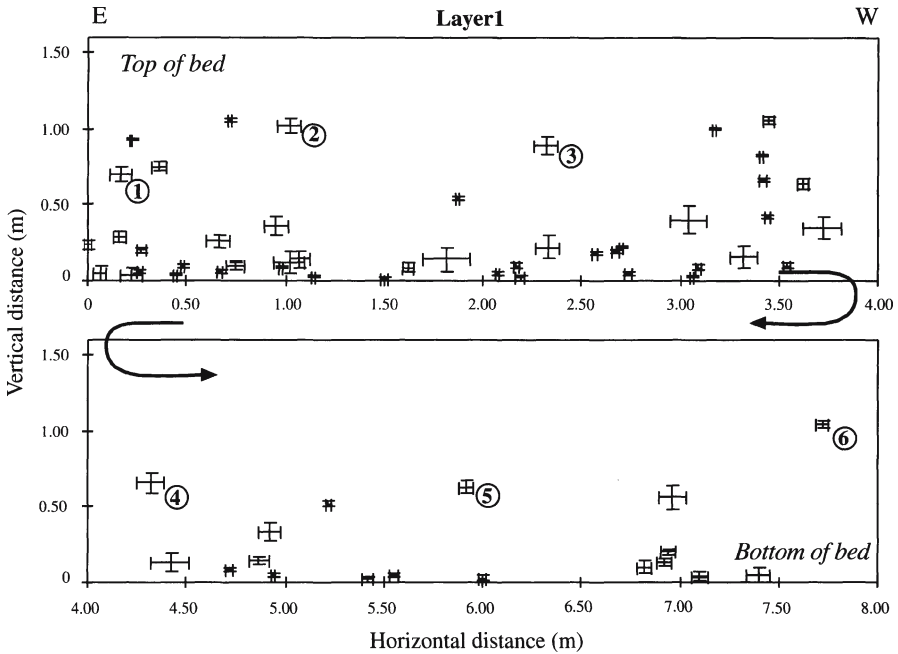 E Layer1 W
1.50
Top of bed
1.00
2
3
0.50
1
0
0 0.50 1.00 1.50 2.00 2.50 3.00 3.50 4.00
Vertical distance (m)
1.50
1.00
6
0.50
4
5
Bottom of bed
0
4.00 4.50 5.00 5.50 6.00 6.50 7.00 7.50 8.00
Horizontal distance (m)